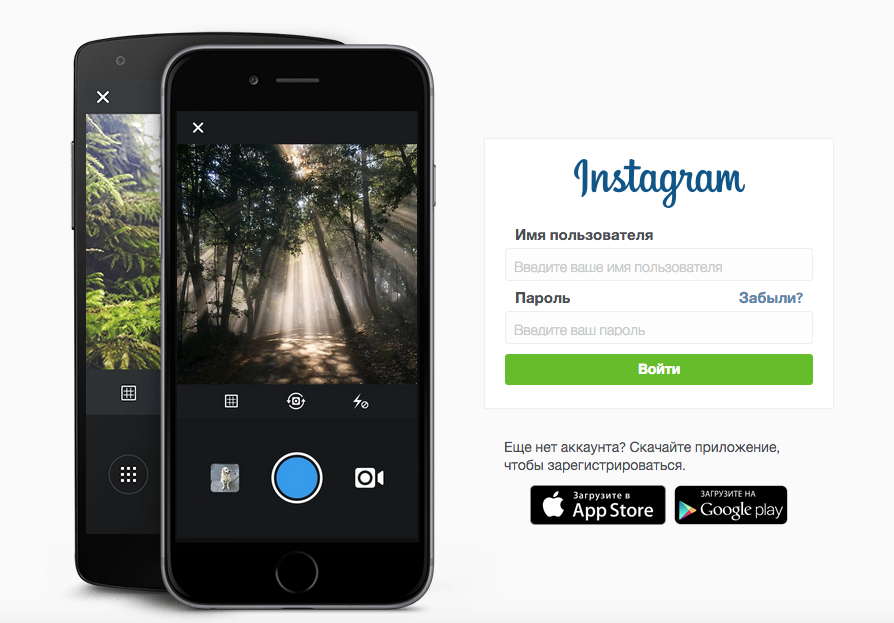 Instagram
Имя пользователя
Введите ваше имя пользователя
Пароль
Забыли?
Введите ваш пароль
Войти
Еще нет аккаунта? Скачайте приложение,
чтобы зарегистрироваться.
Загрузите в
App Store
ЗАГРУЗИТЕ НА
Google play